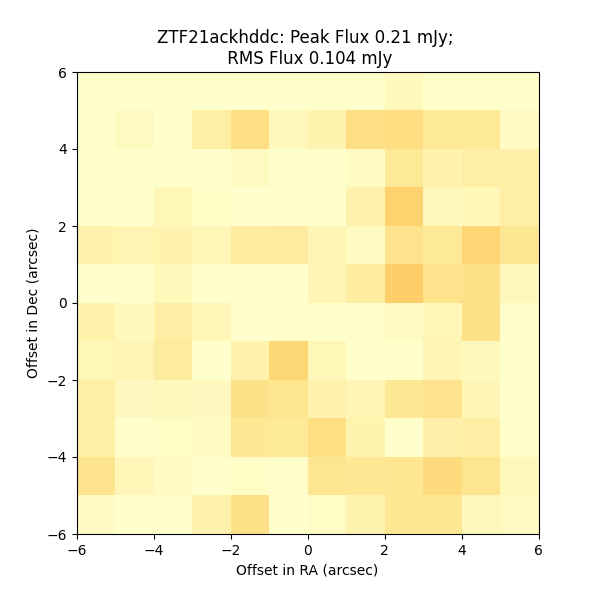 ZTF21ackhddc: Peak Flux 0.21 mJy;
RMS Flux 0.104 mJy
6
4
2
0
−2
−4
−6
Offset in Dec (arcsec)
−6 −4 −2 0 2 4 6
Offset in RA (arcsec)